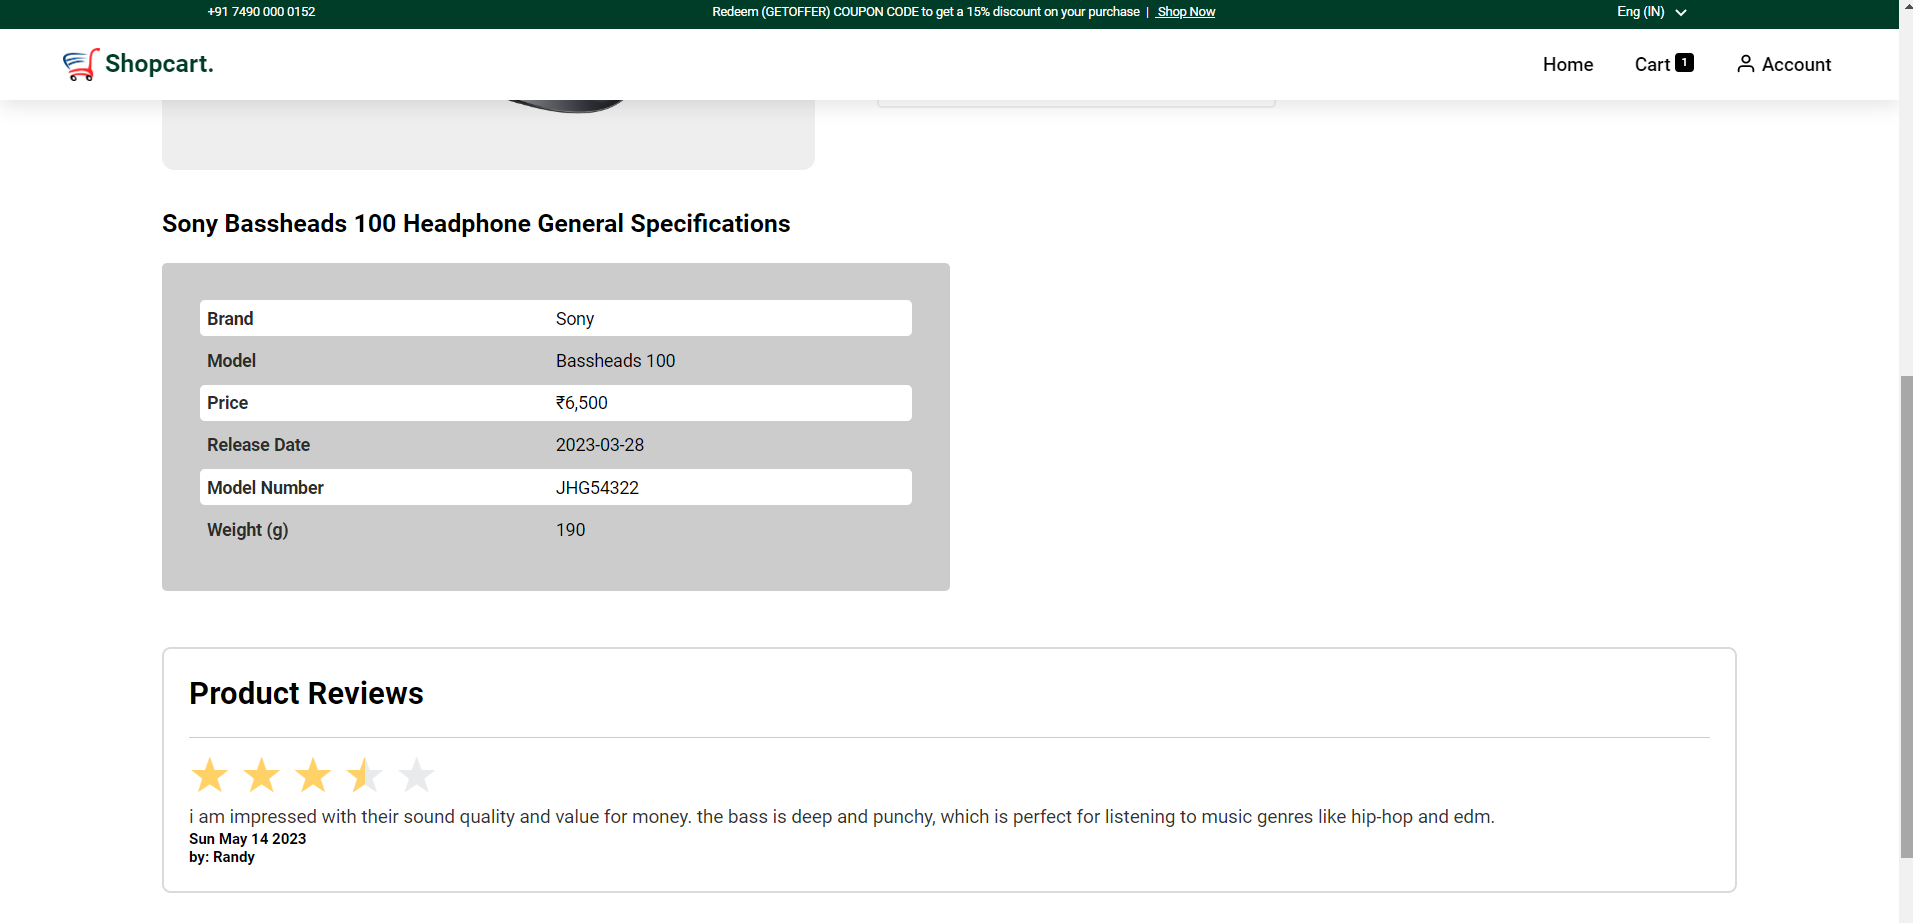 +91 7490 000 0152 Redeem (GETOFFER) COUPON CODE to get a 15% discount on your purchase | Shop Now Eng (IN)
Shopcart. Home Cart 1 Account
Sony Bassheads 100 Headphone General Specifications
Brand Sony
Model Bassheads 100
Price ₹6,500
Release Date 2023-03-28
Model Number JHG54322
Weight (g) 190
Product Reviews
i am impressed with their sound quality and value for money. the bass is deep and punchy, which is perfect for listening to music genres like hip-hop and edm.
Sun May 14 2023
by: Randy